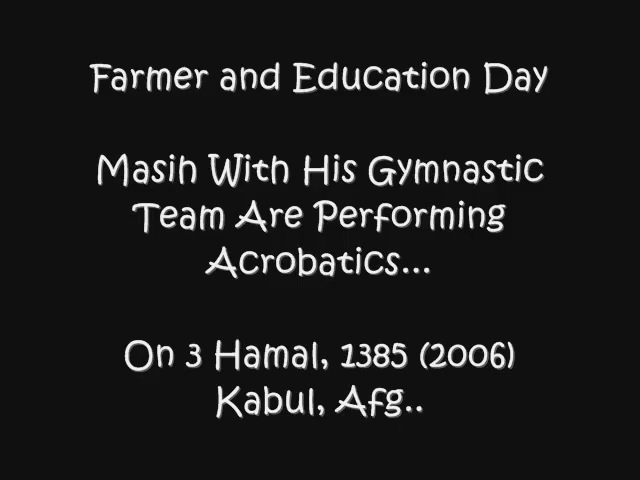 Farmer and Education Day
Masih With His Gymnastic
Team Are Performing
Acrobatics...
On 3 Hamal, 1385 (2006)
Kabul, Afg..